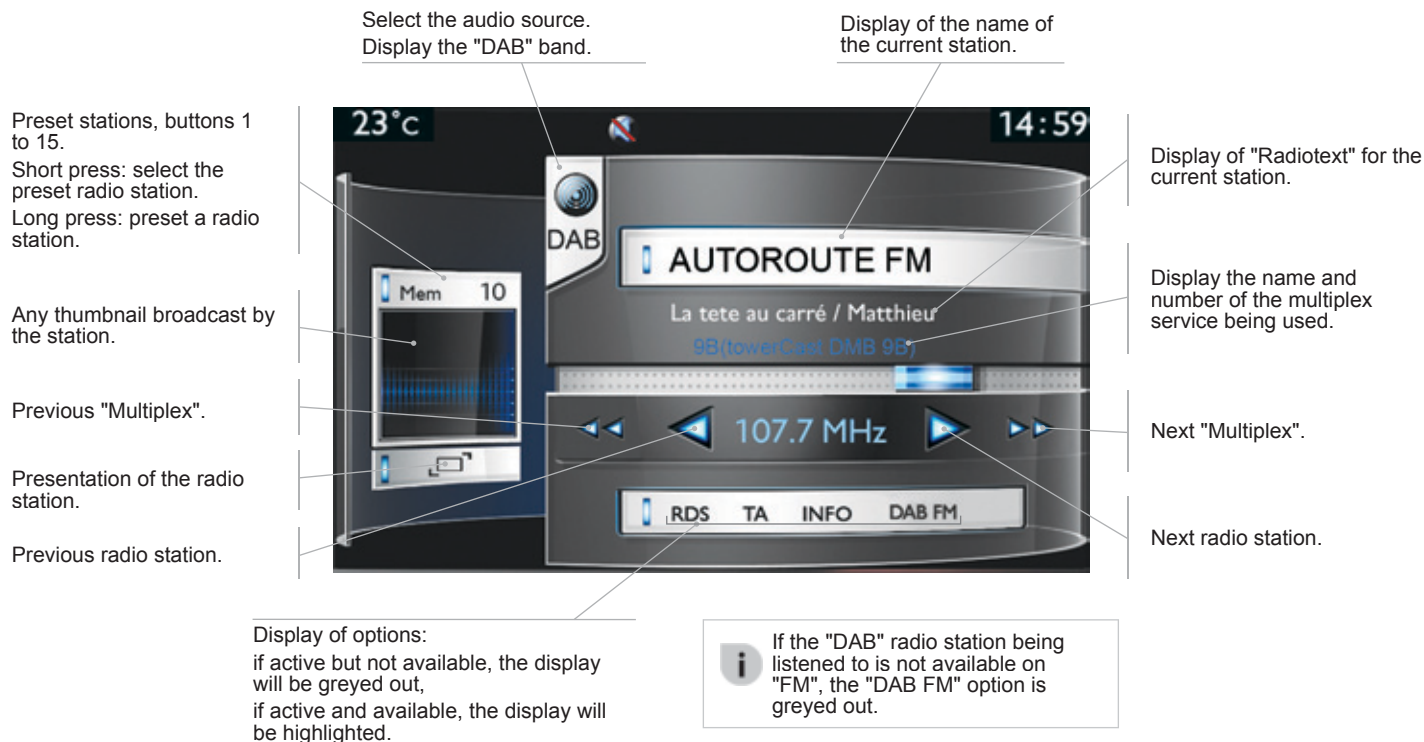 Select the audio source.
Display the "DAB" band.
Display of the name of
the current station.
Preset stations, buttons 1
to 15.
Short press: select the
preset radio station.
Long press: preset a radio
station.
Any thumbnail broadcast by
the station.
Previous "Multiplex".
Presentation of the radio
station.
Previous radio station.
23°c
14:59
DAB
AUTOROUTE FM
Mem 10
La tete au carré / Matthieu
9B(towerCast DMB 9B)
107.7 MHz
RDS TA INFO DAB FM
Display of "Radiotext" for the
current station.
Display the name and
number of the multiplex
service being used.
Next "Multiplex".
Next radio station.
Display of options:
if active but not available, the display
will be greyed out,
if active and available, the display will
be highlighted.
i
If the "DAB" radio station being
listened to is not available on
"FM", the "DAB FM" option is
greyed out.